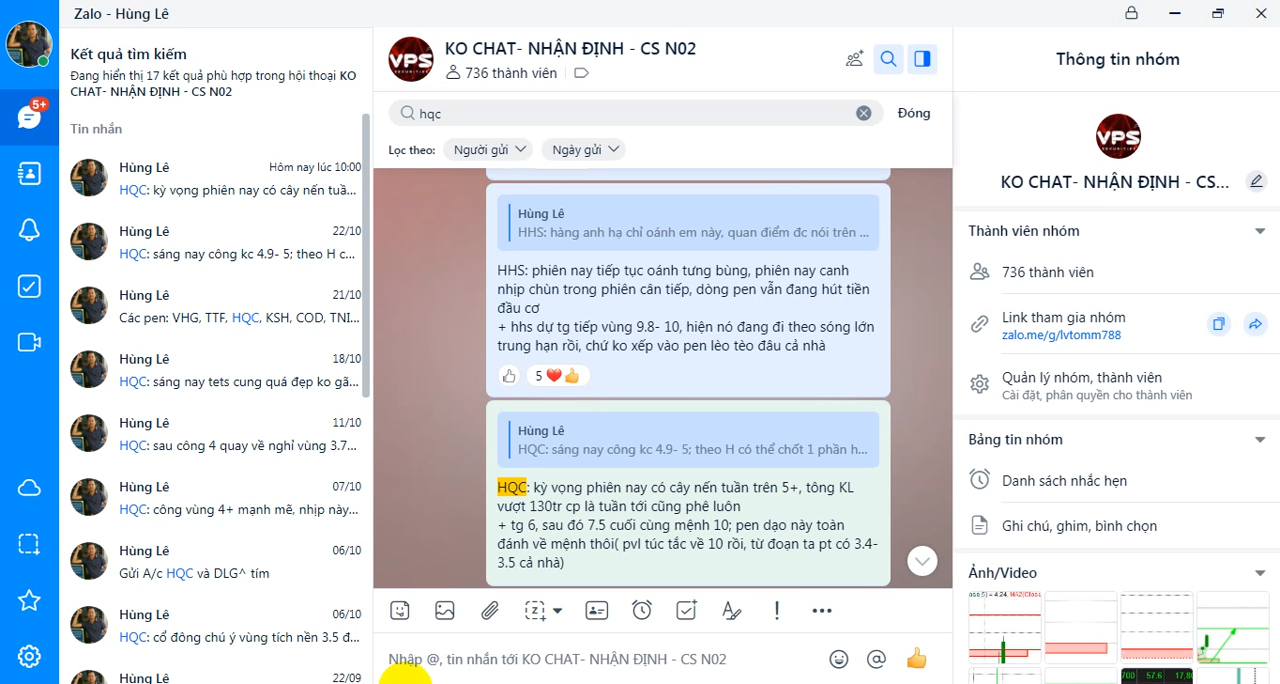 Zalo - Hùng Lê
5+
Kết quả tìm kiếm
Đang hiển thị 17 kết quả phù hợp trong hội thoại KO
CHAT- NHẬN ĐỊNH - CS N02
Tin nhắn
Hùng Lê
Hôm nay lúc 10:00
HQC: kỳ vọng phiên nay có cây nến tuầ...
Hùng Lê
22/10
HQC: sáng nay công kc 4.9- 5; theo H c...
Hùng Lê
21/10
Các pen: VHG, TTF, HQC, KSH, COD, TNI...
Hùng Lê
18/10
HQC: sáng nay tets cung quá đẹp ko gã...
Hùng Lê
11/10
HQC: sau công 4 quay về nghỉ vùng 3.7...
Hùng Lê
07/10
HQC: công vùng 4+ mạnh mẽ, nhịp này...
Hùng Lê
06/10
Gửi A/c HQC và DLG^ tím
Hùng Lê
06/10
HQC: cổ đông chú ý vùng tích nền 3.5 đ...
Hùng Lê
22/09
VPS
SECURITIES
KO CHAT- NHẬN ĐỊNH - CS N02
736 thành viên
hqc
Đóng
Lọc theo:
Người gửi
Ngày gửi
Hùng Lê
HHS: hàng anh hạ chỉ oánh em này, quan điểm đc nói trên ...
HHS: phiên nay tiếp tục oánh tưng bùng, phiên nay canh
nhịp chùn trong phiên cân tiếp, dòng pen vẫn đang hút tiền
đầu cơ
+ hhs dự tg tiếp vùng 9.8- 10, hiện nó đang đi theo sóng lớn
trung hạn rồi, chứ ko xếp vào pen lèo tèo đâu cả nhà
5
Hùng Lê
HQC: sáng nay công kc 4.9- 5; theo H có thể chốt 1 phần h...
HQC: kỳ vọng phiên nay có cây nến tuần trên 5+, tông KL
vượt 130tr cp là tuần tới cũng phê luôn
+ tg 6, sau đó 7.5 cuối cùng mệnh 10; pen dạo này toàn
đánh về mệnh thôi( pvl túc tắc về 10 rồi, từ đoạn ta pt có 3.4-
3.5 cả nhà)
Nhập @, tin nhắn tới KO CHAT- NHẬN ĐỊNH - CS N02
Thông tin nhóm
VPS
SECURITIES
KO CHAT- NHẬN ĐỊNH - CS...
Thành viên nhóm
736 thành viên
Link tham gia nhóm
zalo.me/g/lvtomm788
Quản lý nhóm, thành viên
Cài đặt, phân quyền cho thành viên
Bảng tin nhóm
Danh sách nhắc hẹn
Ghi chú, ghim, bình chọn
Ảnh/Video
700 57.6 17.80